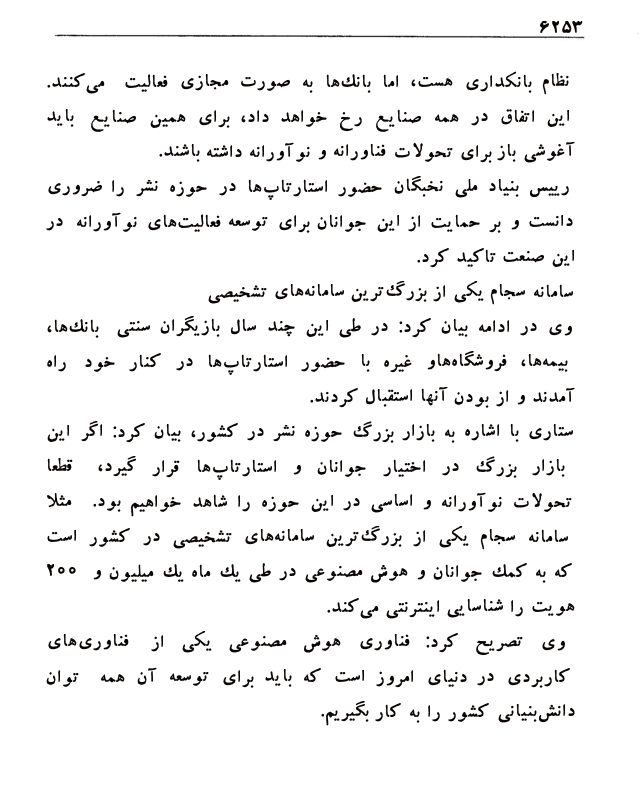 ۶۲۵۳
نظام بانکداری هست، اما بانك‌ها به صورت مجازی فعالیت می‌کنند.
این اتفاق در همه صنایع رخ خواهد داد، برای همین صنایع باید
آغوشی باز برای تحولات فناورانه و نوآورانه داشته باشند.
رییس بنیاد ملی نخبگان حضور استارتاپ‌ها در حوزه نشر را ضروری
دانست و بر حمایت از این جوانان برای توسعه فعالیت‌های نوآورانه در
این صنعت تاکید کرد.
سامانه سجام یکی از بزرگ‌ترین سامانه‌های تشخیصی
وی در ادامه بیان کرد: در طی این چند سال بازیگران سنتی بانك‌ها،
بیمه‌ها، فروشگاه‌هاو غیره با حضور استارتاپ‌ها در کنار خود راه
آمدند و از بودن آنها استقبال کردند.
ستاری با اشاره به بازار بزرگ حوزه نشر در کشور، بیان کرد: اگر این
بازار بزرگ در اختیار جوانان و استارتاپ‌ها قرار گیرد، قطعا
تحولات نوآورانه و اساسی در این حوزه را شاهد خواهیم بود. مثلا
سامانه سجام یکی از بزرگ‌ترین سامانه‌های تشخیصی در کشور است
که به کمك جوانان و هوش مصنوعی در طی يك ماه يك میلیون و ۲۰۰
هویت را شناسایی اینترنتی می‌کند.
وی تصریح کرد: فناوری هوش مصنوعی یکی از فناوری‌های
کاربردی در دنیای امروز است که باید برای توسعه آن همه توان
دانش‌بنیانی کشور را به کار بگیریم.